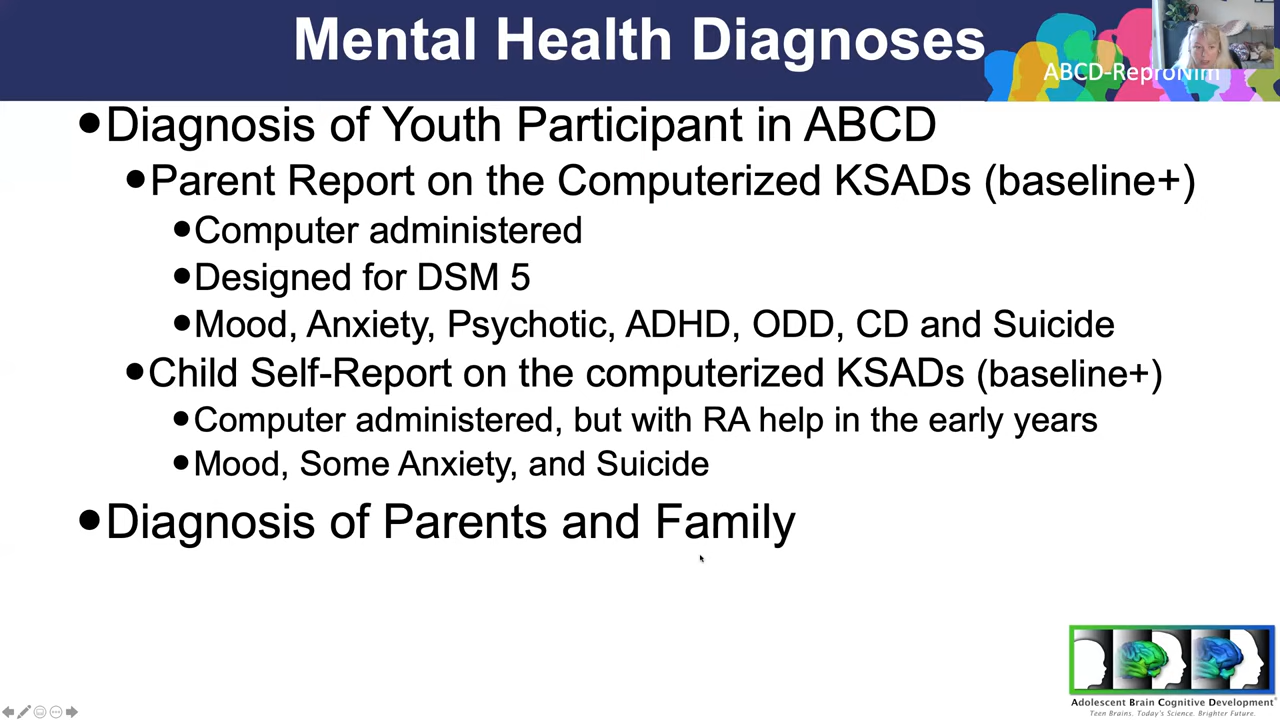 Mental Health Diagnoses
ABCD-ReproNim
●Diagnosis of Youth Participant in ABCD
●Parent Report on the Computerized KSADs (baseline+)
●Computer administered
●Designed for DSM 5
●Mood, Anxiety, Psychotic, ADHD, ODD, CD and Suicide
●Child Self-Report on the computerized KSADs (baseline+)
●Computer administered, but with RA help in the early years
●Mood, Some Anxiety, and Suicide
●Diagnosis of Parents and Family
Adolescent Brain Cognitive Development®
Teen Brains. Today's Science. Brighter Future.